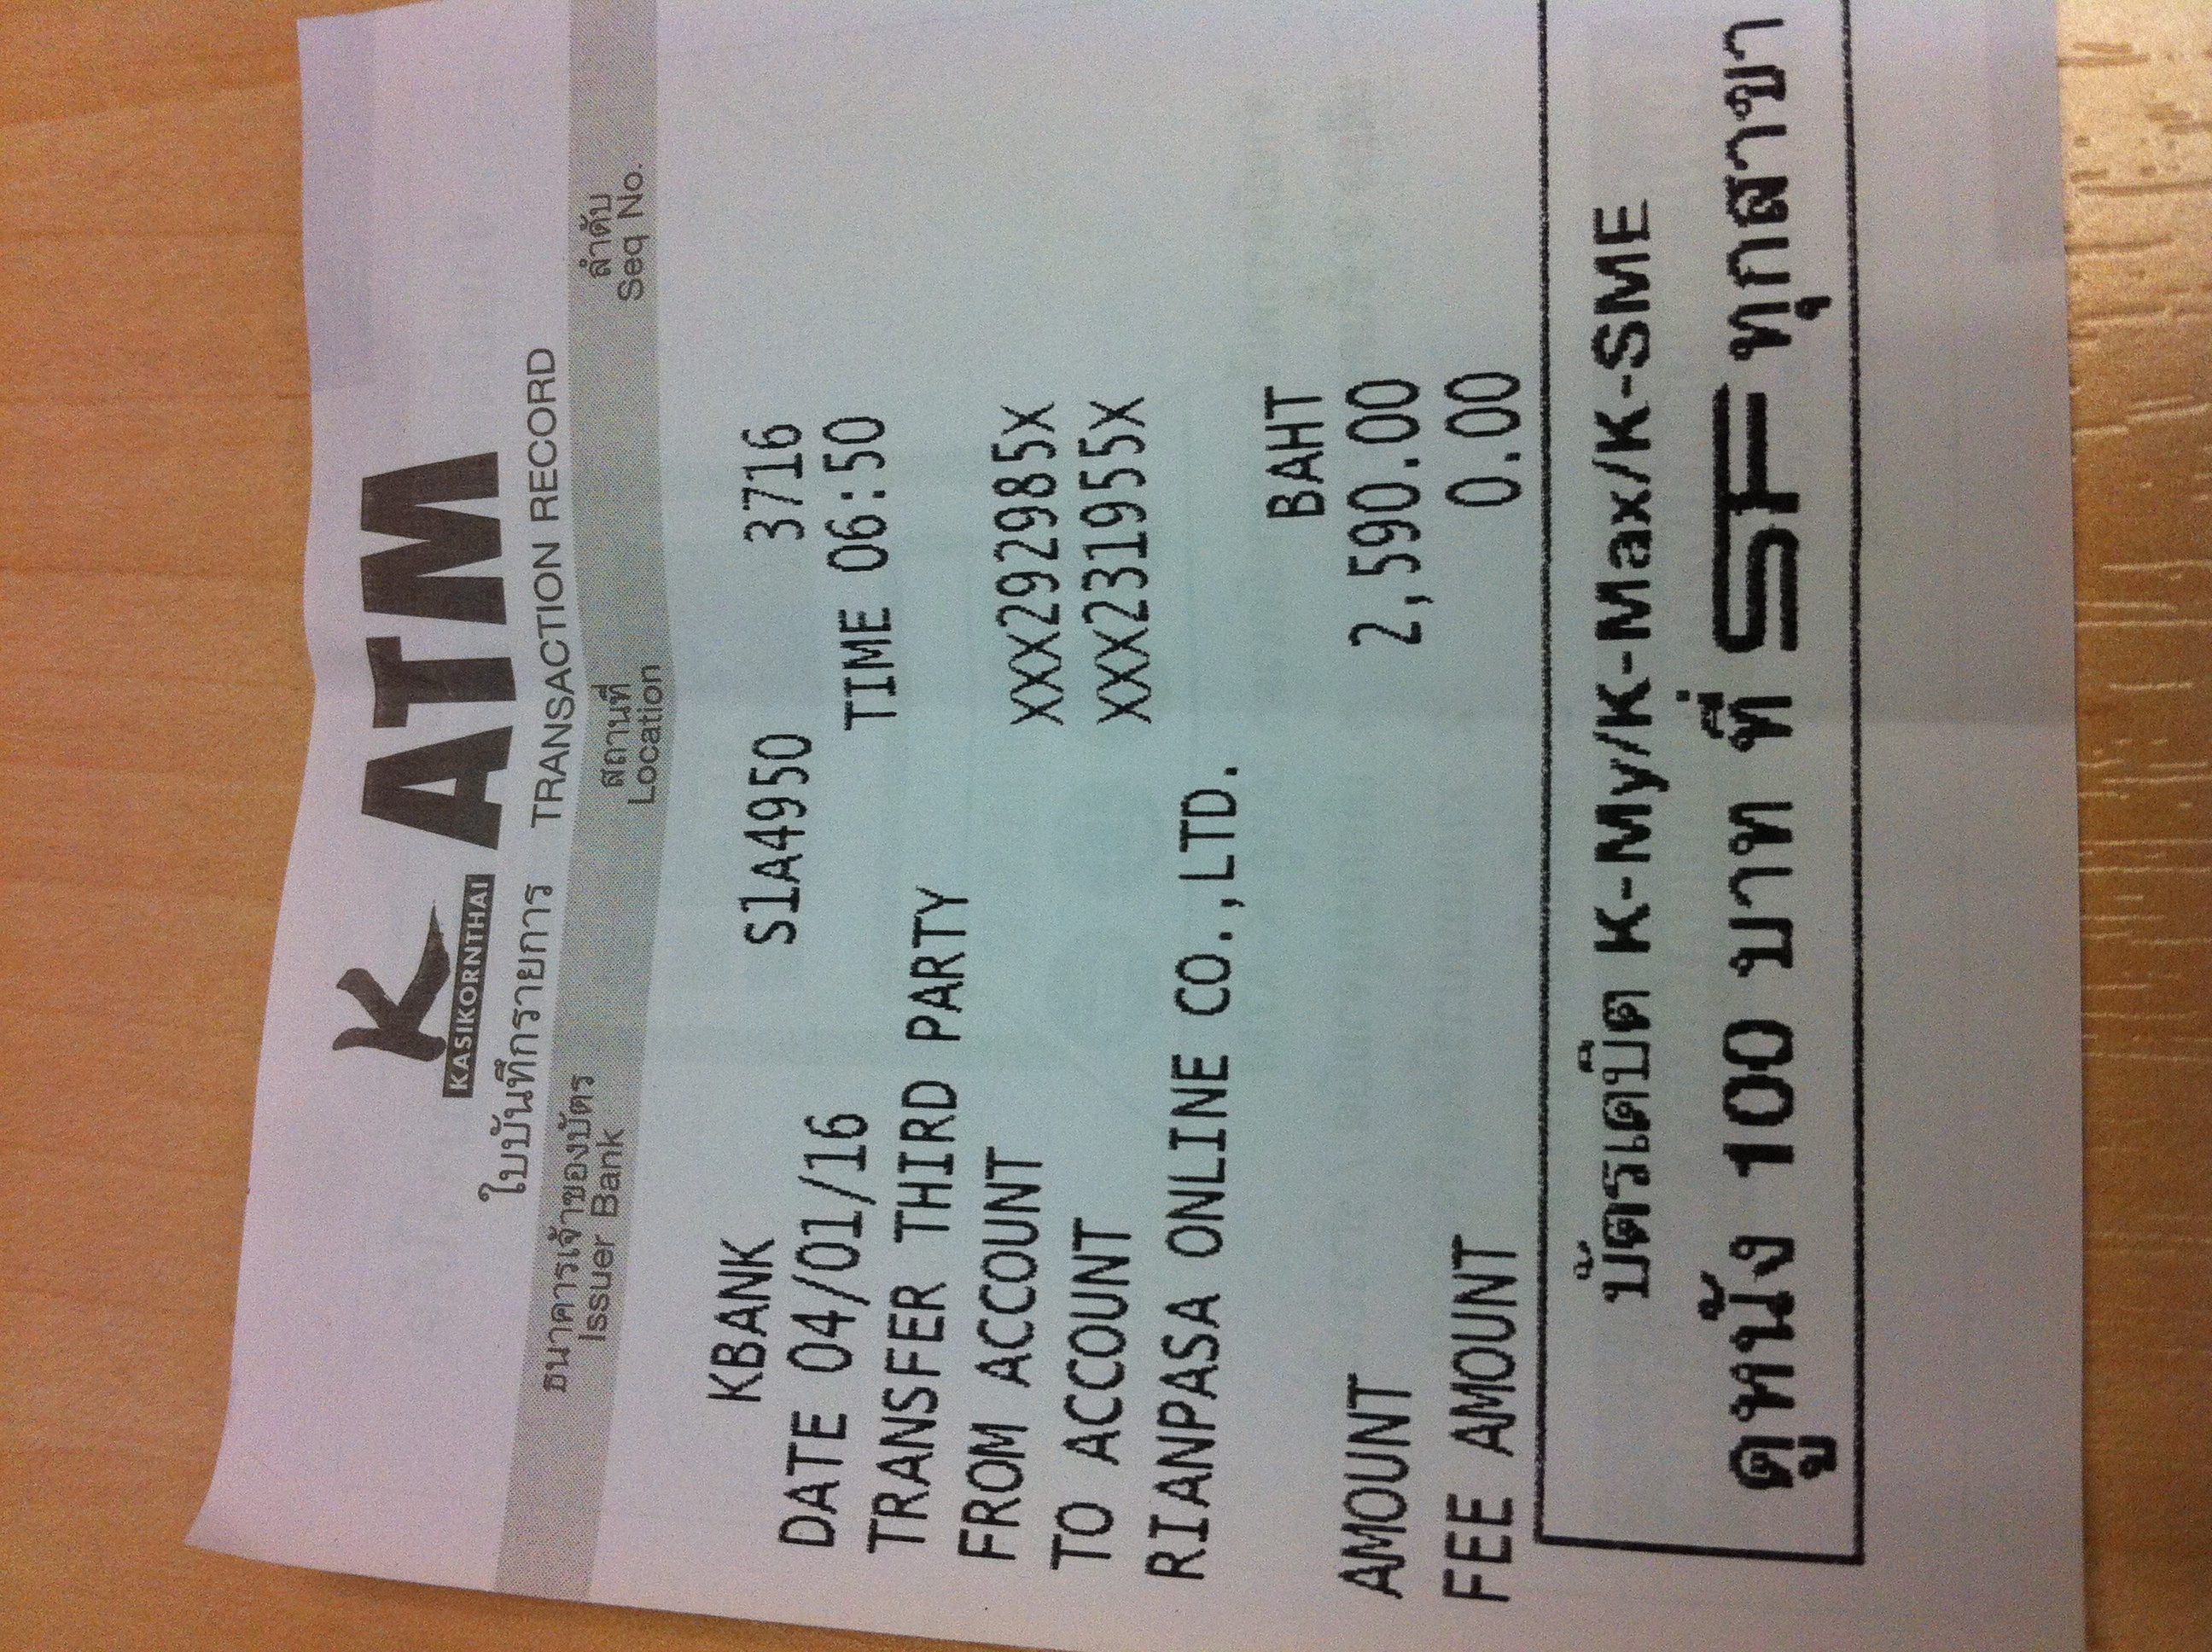 K ATM
KASIKORNTHAI
ใบบันทึกรายการ TRANSACTION RECORD
ธนาคารเจ้าของบัตร สถานที่ ลำดับ
Issuer Bank Location Seq No.
KBANK S1A4950 3716
DATE 04/01/16 TIME 06:50
TRANSFER THIRD PARTY
FROM ACCOUNT XXX292985X
TO ACCOUNT XXX231955X
RIANPASA ONLINE CO.,LTD.
BAHT
AMOUNT 2,590.00
FEE AMOUNT 0.00
บัตรเดบิต K-My/K-Max/K-SME
ดูหนัง 100 บาท ที่ SF ทุกสาขา